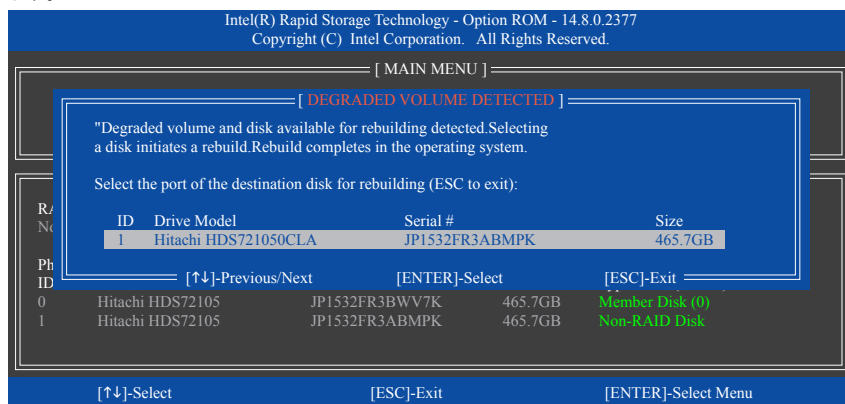 Intel(R) Rapid Storage Technology - Option ROM - 14.8.0.2377
Copyright (C) Intel Corporation. All Rights Reserved.
[ MAIN MENU ]
[ DEGRADED VOLUME DETECTED ]
"Degraded volume and disk available for rebuilding detected.Selecting
a disk initiates a rebuild.Rebuild completes in the operating system.
Select the port of the destination disk for rebuilding (ESC to exit):
ID Drive Model Serial # Size
1 Hitachi HDS721050CLA JP1532FR3ABMPK 465.7GB
[↑↓]-Previous/Next [ENTER]-Select [ESC]-Exit
ID
0 Hitachi HDS72105 JP1532FR3BWV7K 465.7GB Member Disk (0)
1 Hitachi HDS72105 JP1532FR3ABMPK 465.7GB Non-RAID Disk
[↑↓]-Select [ESC]-Exit [ENTER]-Select Menu